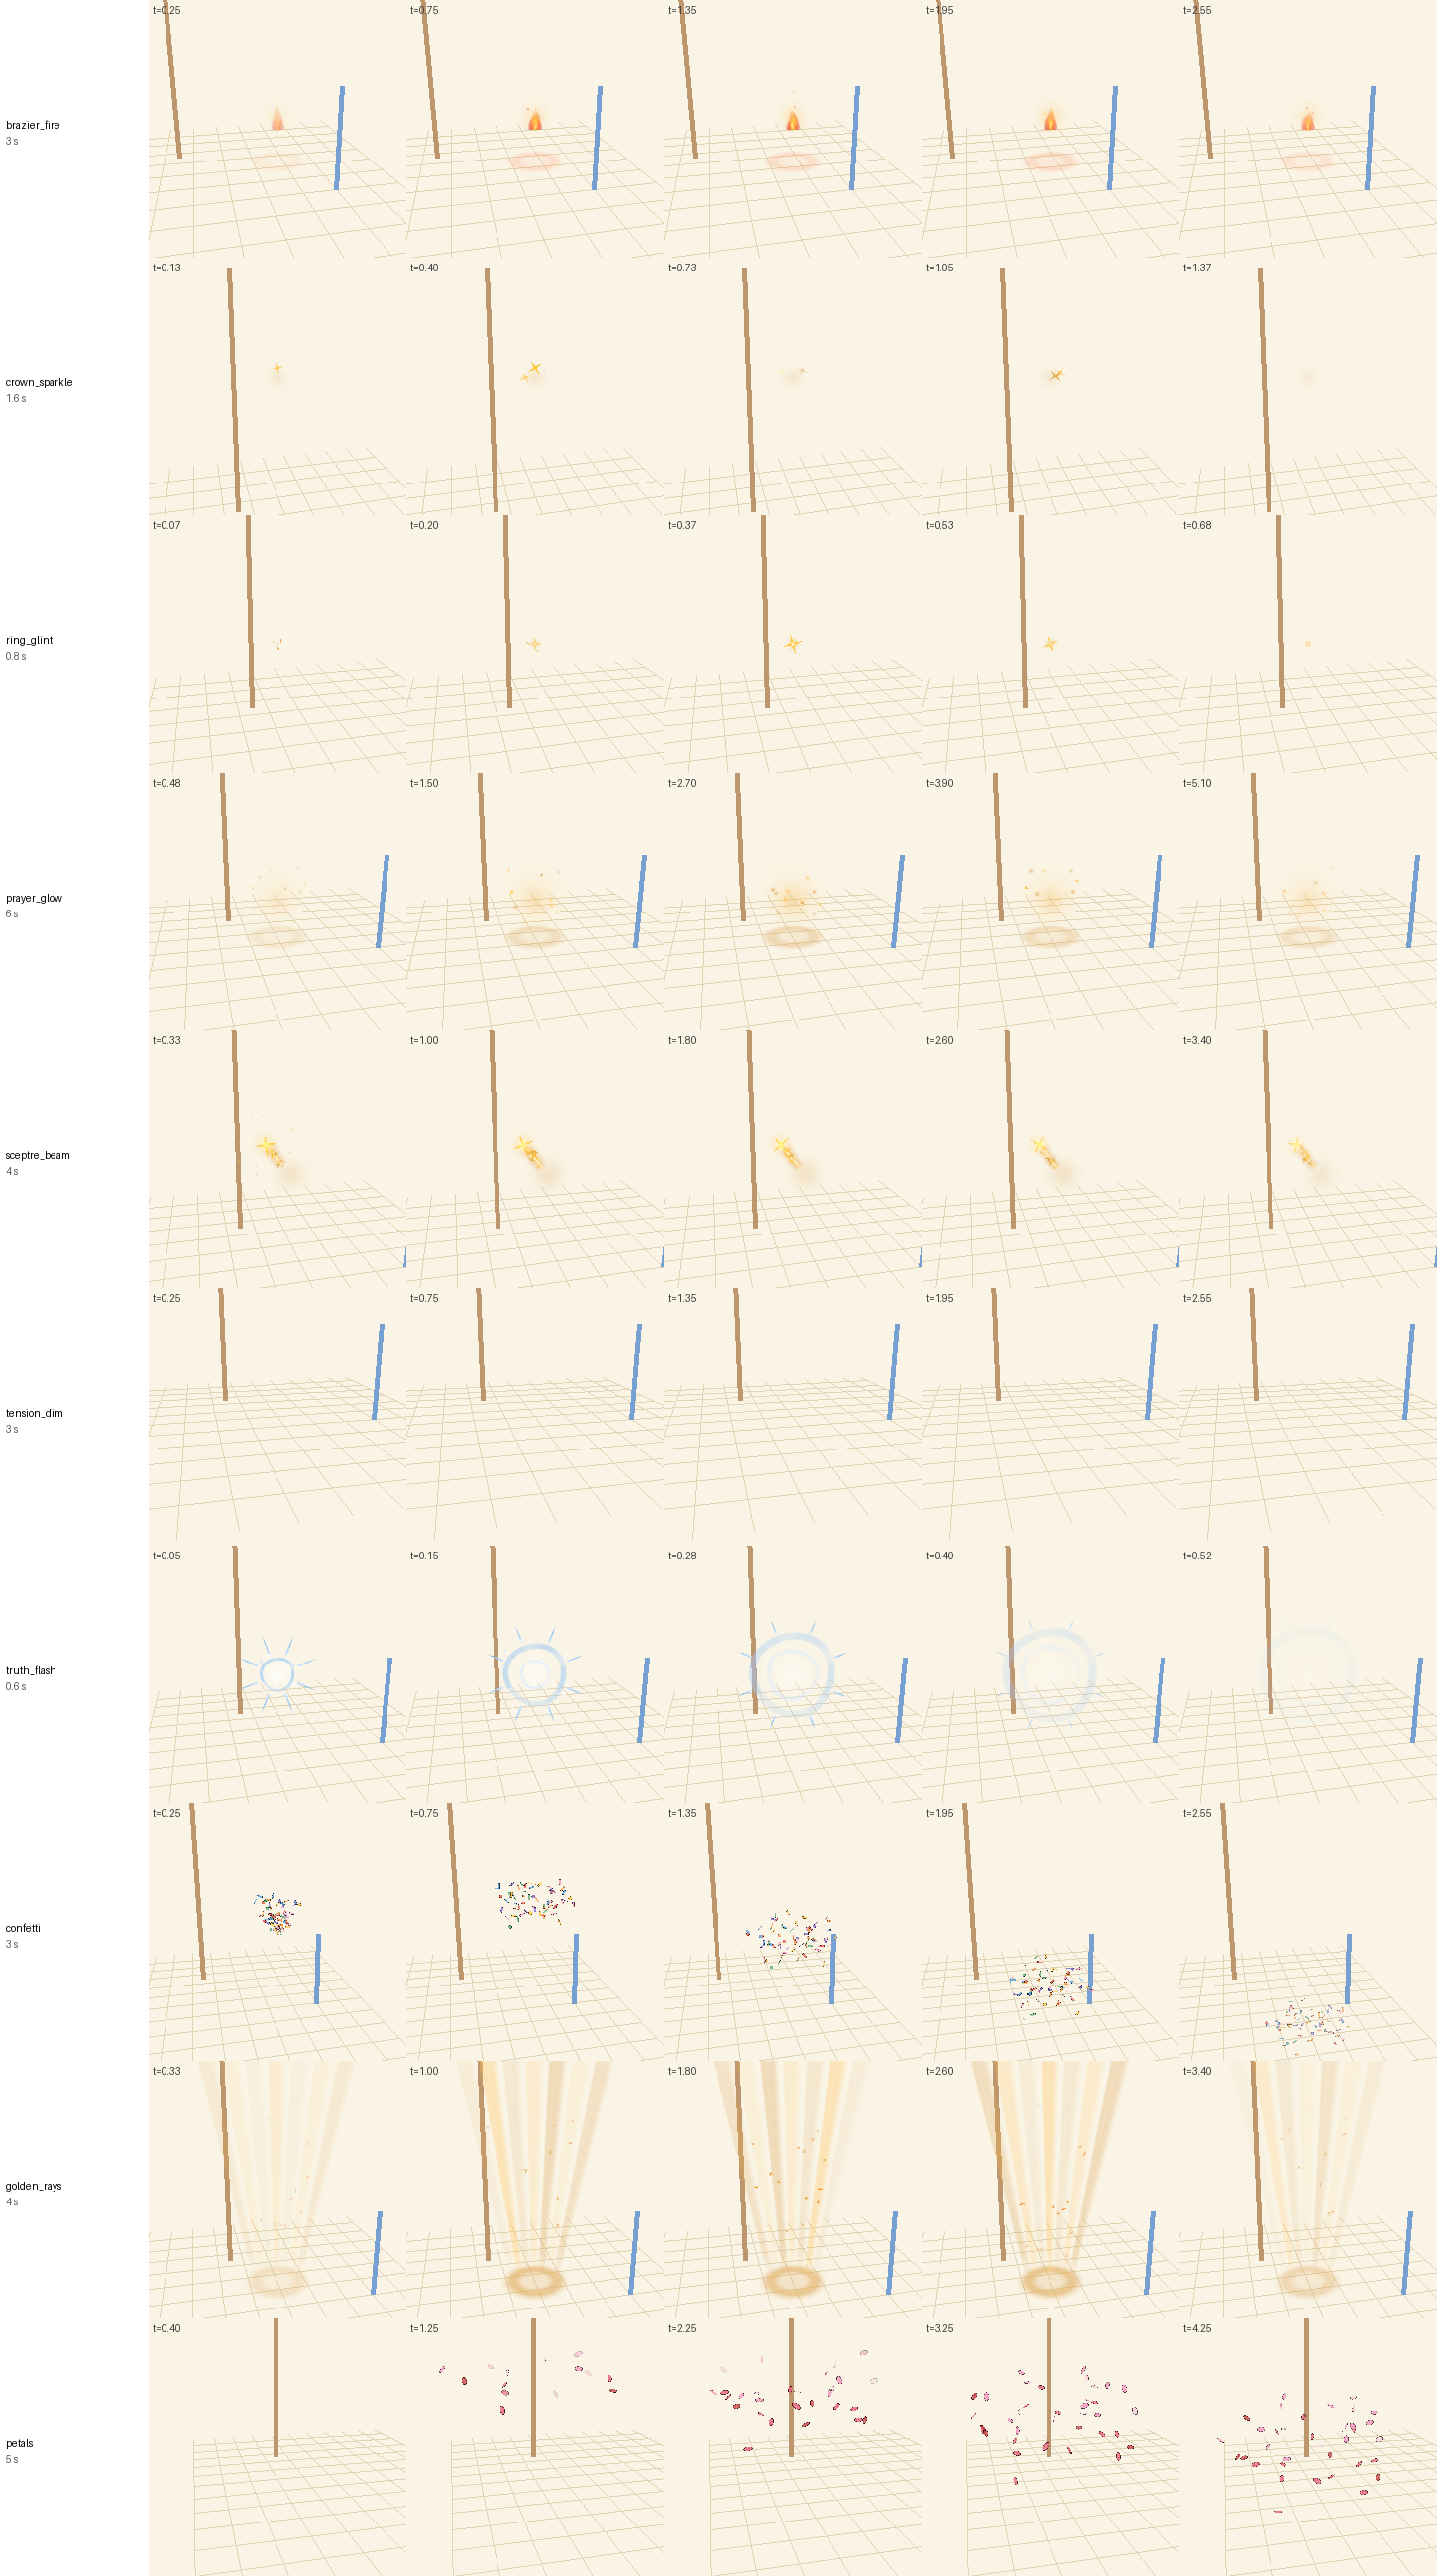 t=0.25 t=0.75 t=1.35 t=1.95 t=2.55
brazier_fire
3 s
t=0.13 t=0.40 t=0.73 t=1.05 t=1.37
crown_sparkle
1.6 s
t=0.07 t=0.20 t=0.37 t=0.53 t=0.68
ring_glint
0.8 s
t=0.48 t=1.50 t=2.70 t=3.90 t=5.10
prayer_glow
6 s
t=0.33 t=1.00 t=1.80 t=2.60 t=3.40
sceptre_beam
4 s
t=0.25 t=0.75 t=1.35 t=1.95 t=2.55
tension_dim
3 s
t=0.05 t=0.15 t=0.28 t=0.40 t=0.52
truth_flash
0.6 s
t=0.25 t=0.75 t=1.35 t=1.95 t=2.55
confetti
3 s
t=0.33 t=1.00 t=1.80 t=2.60 t=3.40
golden_rays
4 s
t=0.40 t=1.25 t=2.25 t=3.25 t=4.25
petals
5 s